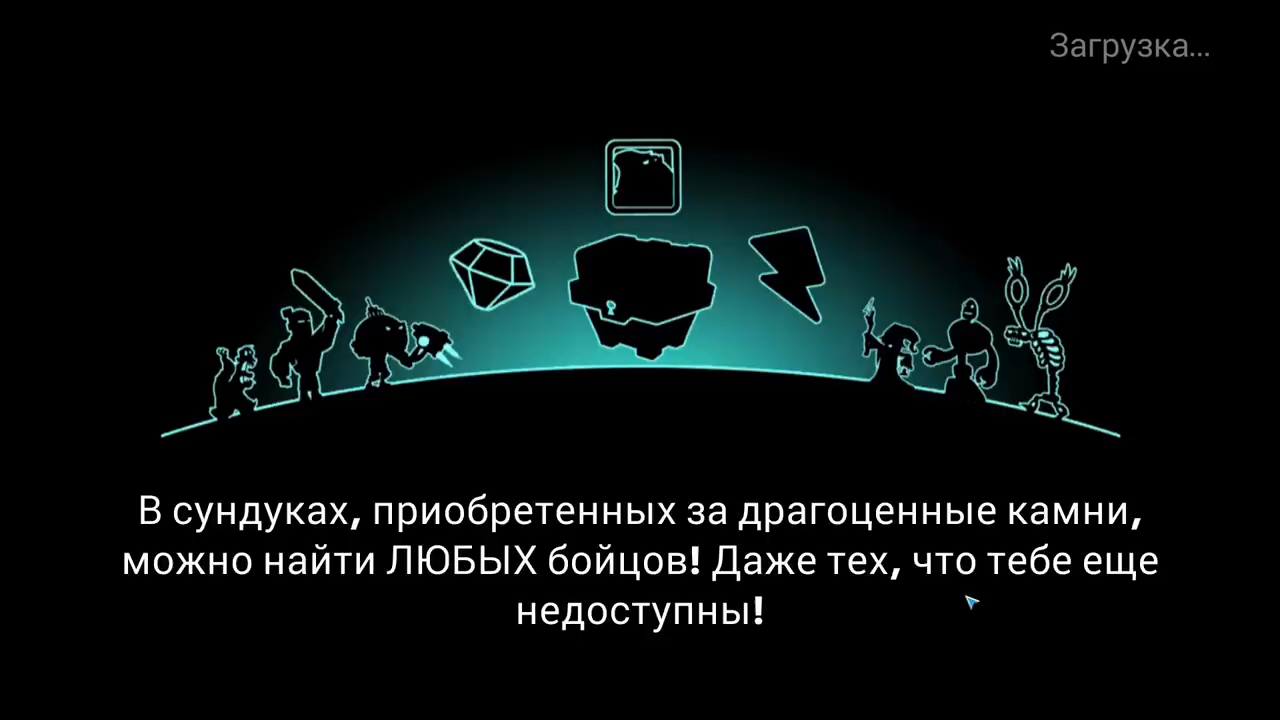 Загрузка...
В сундуках, приобретенных за драгоценные камни,
можно найти ЛЮБЫХ бойцов! Даже тех, что тебе еще
недоступны!